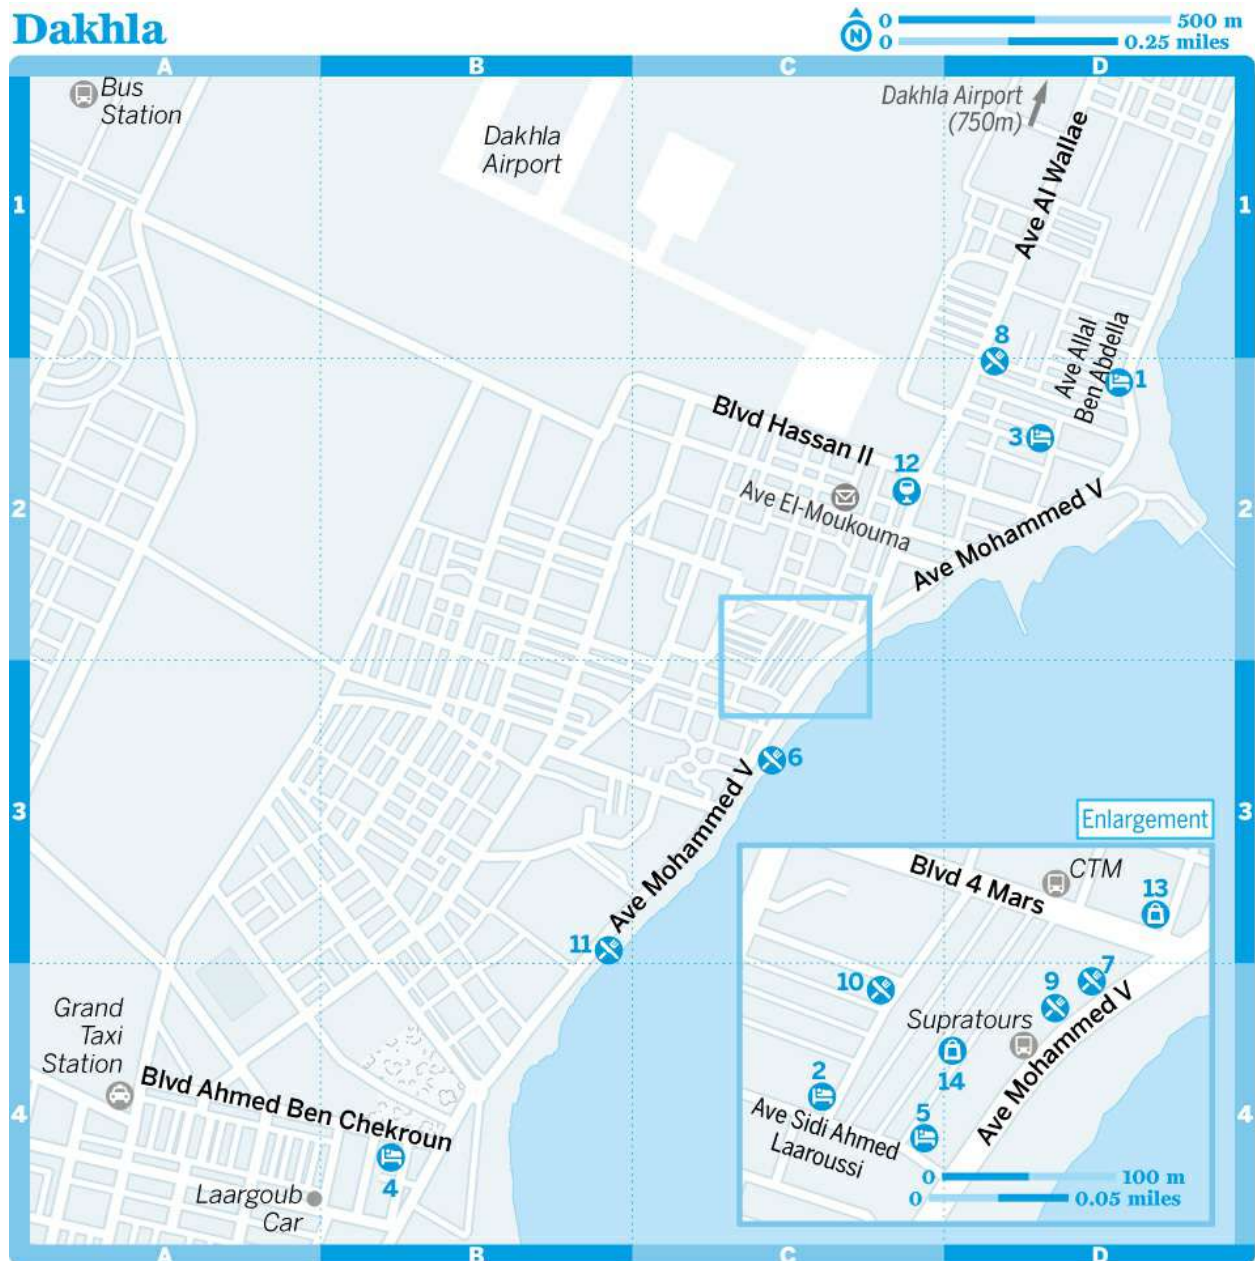 Dakhla
N
0
500 m
0
0.25 miles
A
B
C
D
Bus
Station
Dakhla
Airport
Dakhla Airport
(750m)
Ave Al Wallae
1
1
8
Ave Allal
Ben Abdella
1
3
Blvd Hassan II
12
2
2
Ave El-Moukouma
Ave Mohammed V
6
3
3
Ave Mohammed V
Enlargement
Blvd 4 Mars
CTM
13
11
10
9
7
Grand
Taxi
Station
Supratours
Ave Mohammed V
14
2
5
Ave Sidi Ahmed
Laaroussi
4
4
Blvd Ahmed Ben Chekroun
4
Laargoub
Car
0
100 m
0
0.05 miles
A
B
C
D